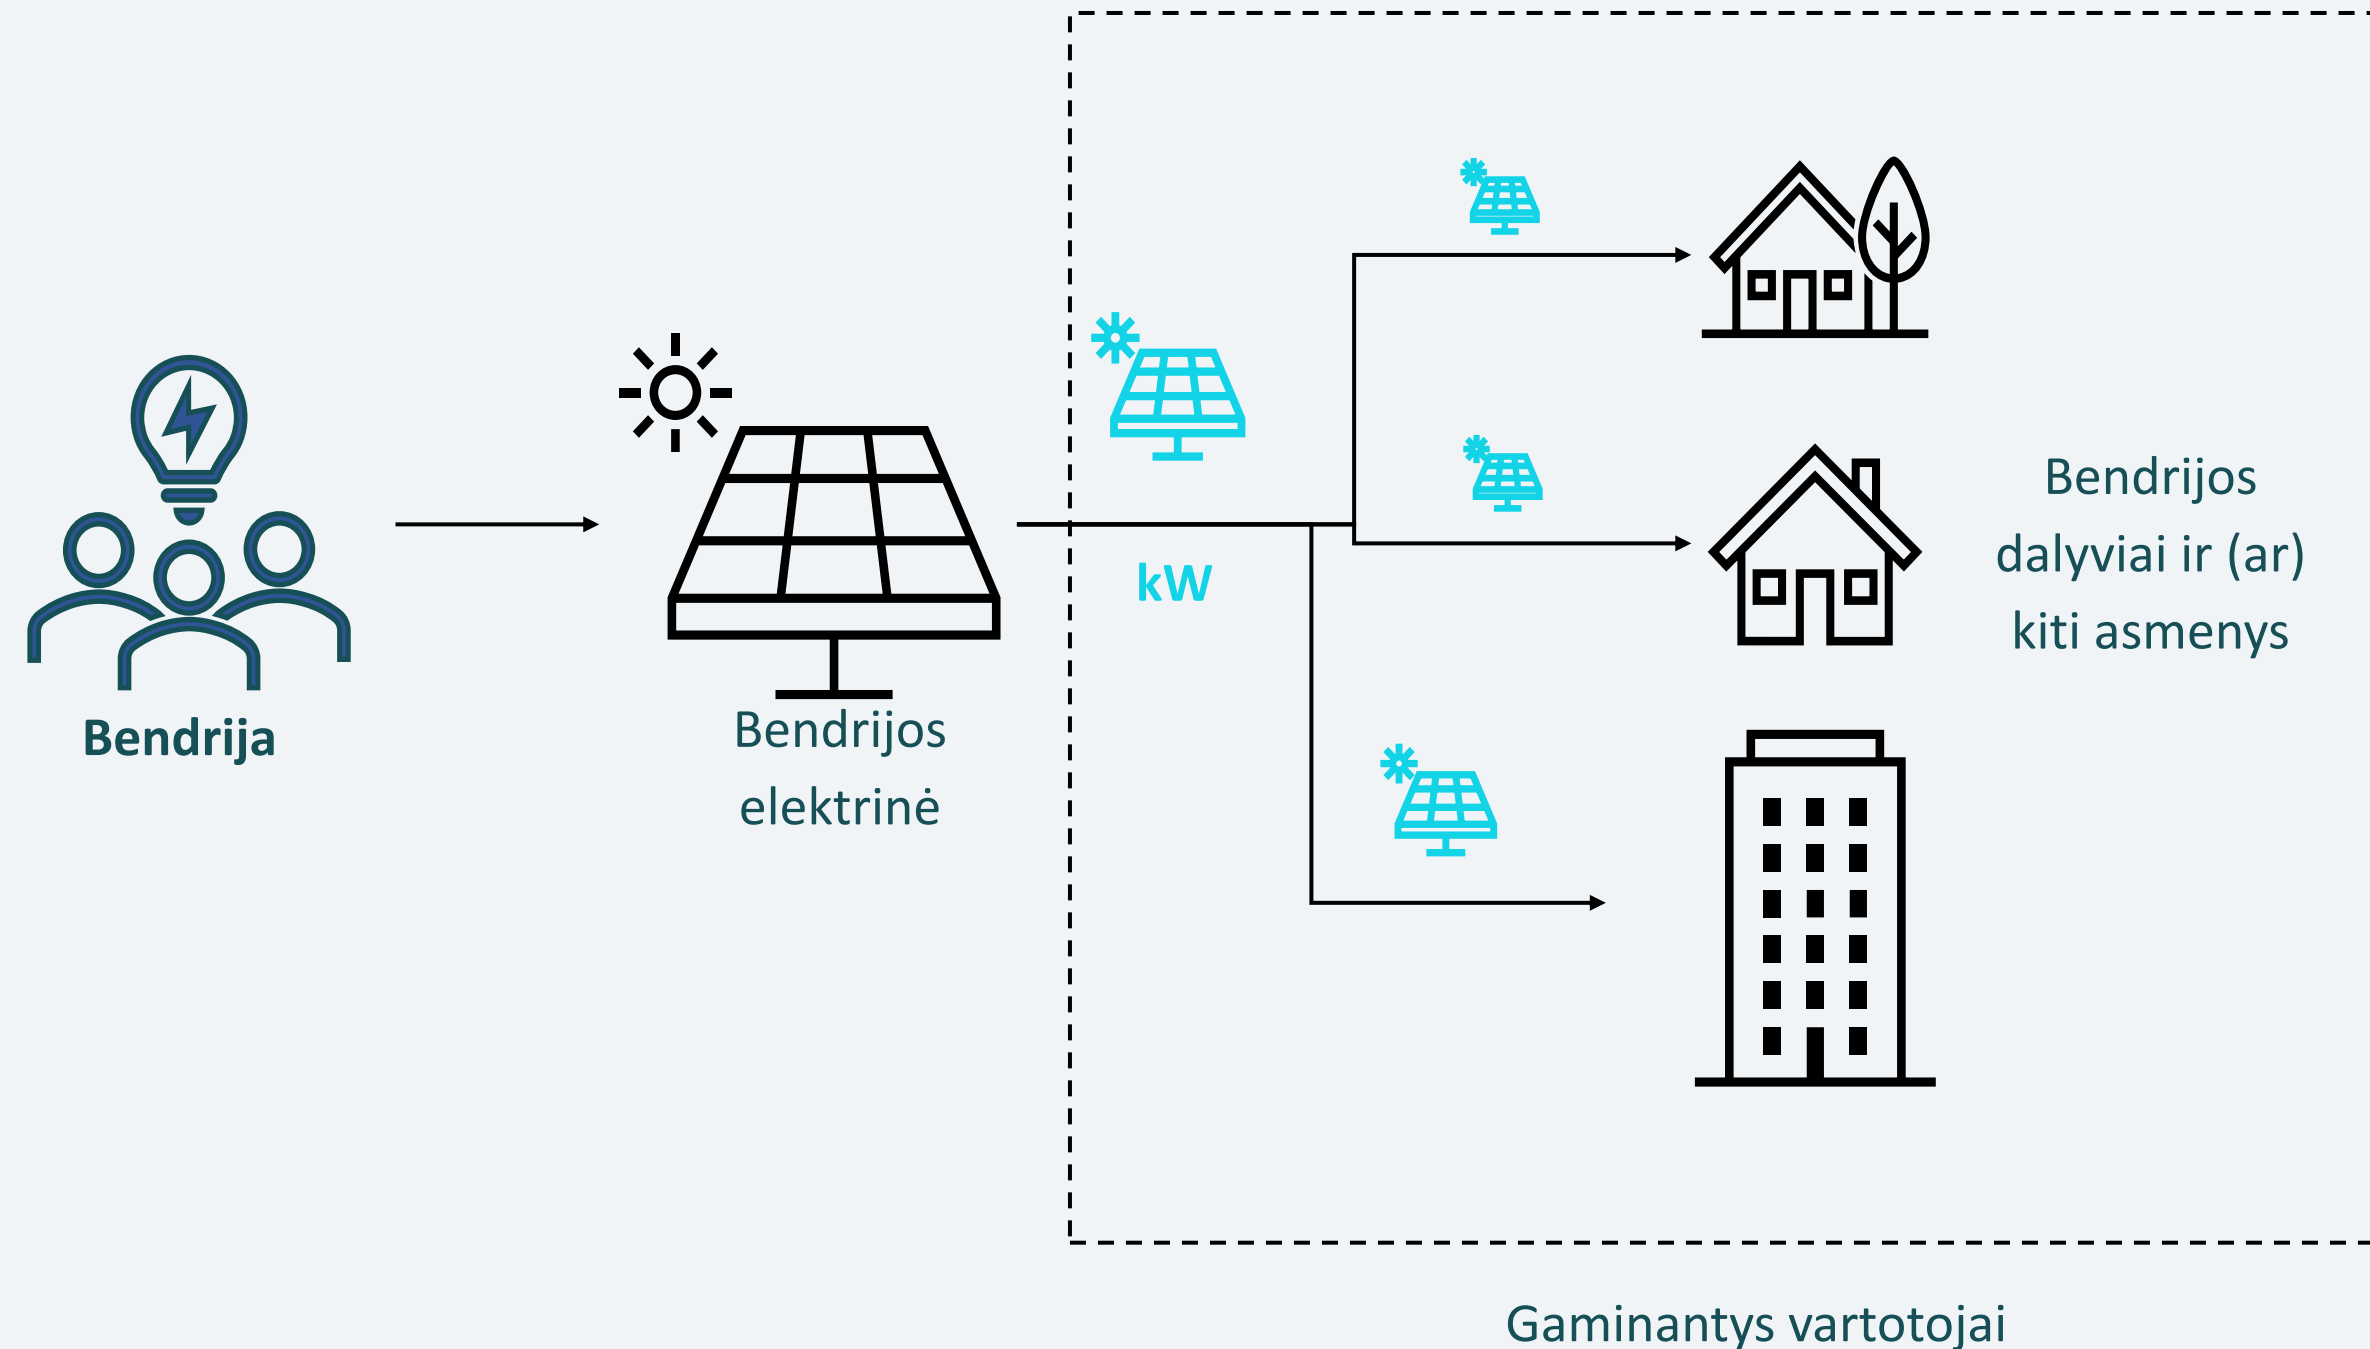 Bendrija
Bendrijos
elektrinė
kW
Bendrijos
dalyviai ir (ar)
kiti asmenys
Gaminantys vartotojai